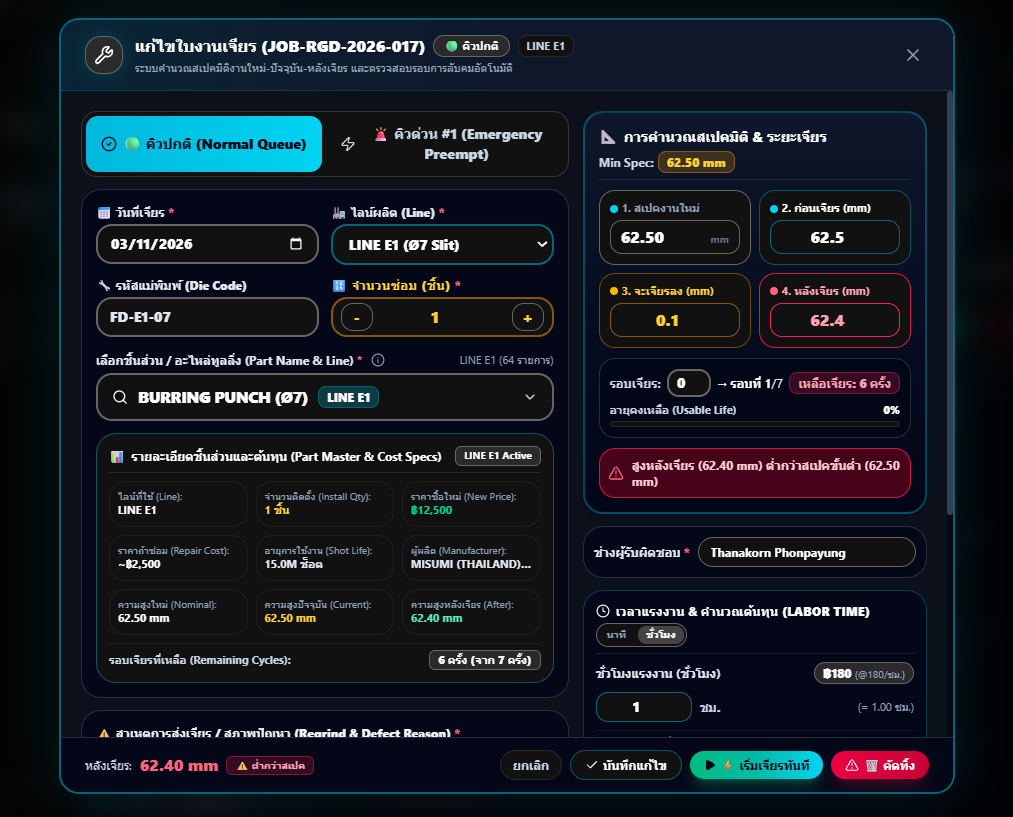 แก้ไขใบงานเจียร (JOB-RGD-2026-017) คิวปกติ LINE E1
ระบบคำนวณสเปคมิติงานใหม่-ปัจจุบัน-หลังเจียร และตรวจสอบรอบการลับคมอัตโนมัติ
คิวปกติ (Normal Queue)
คิวด่วน #1 (Emergency
Preempt)
วันที่เจียร *
03/11/2026
ไลน์ผลิต (Line) *
LINE E1 (Ø7 Slit)
รหัสแม่พิมพ์ (Die Code)
FD-E1-07
จำนวนซ่อม (ชิ้น) *
- 1 +
เลือกชิ้นส่วน / อะไหล่ทูลลิ่ง (Part Name & Line) * LINE E1 (64 รายการ)
BURRING PUNCH (Ø7) LINE E1
รายละเอียดชิ้นส่วนและต้นทุน (Part Master & Cost Specs) LINE E1 Active
ไลน์ที่ใช้ (Line):
LINE E1
จำนวนติดตั้ง (Install Qty):
1 ชิ้น
ราคาซื้อใหม่ (New Price):
฿12,500
ราคาค่าซ่อม (Repair Cost):
~฿2,500
อายุการใช้งาน (Shot Life):
15.0M ช็อต
ผู้ผลิต (Manufacturer):
MISUMI (THAILAND)...
ความสูงใหม่ (Nominal):
62.50 mm
ความสูงปัจจุบัน (Current):
62.50 mm
ความสูงหลังเจียร (After):
62.40 mm
รอบเจียรที่เหลือ (Remaining Cycles): 6 ครั้ง (จาก 7 ครั้ง)
สาเหตุการส่งเจียร / สภาพปัญหา (Regrind & Defect Reason) *
การคำนวณสเปคมิติ & ระยะเจียร
Min Spec: 62.50 mm
1. สเปคงานใหม่
62.50 mm
2. ก่อนเจียร (mm)
62.5
3. จะเจียรลง (mm)
0.1
4. หลังเจียร (mm)
62.4
รอบเจียร: 0 → รอบที่ 1/7 เหลือเจียร: 6 ครั้ง
อายุคงเหลือ (Usable Life) 0%
สูงหลังเจียร (62.40 mm) ต่ำกว่าสเปคขั้นต่ำ (62.50
mm)
ช่างผู้รับผิดชอบ * Thanakorn Phonpayung
เวลาแรงงาน & คำนวณต้นทุน (LABOR TIME)
นาที ชั่วโมง
ชั่วโมงแรงงาน (ชั่วโมง) ฿180 (@180/ชม.)
1 ชม. (= 1.00 ชม.)
หลังเจียร: 62.40 mm ต่ำกว่าสเปค
ยกเลิก
บันทึกแก้ไข
เริ่มเจียรทันที
คัดทิ้ง